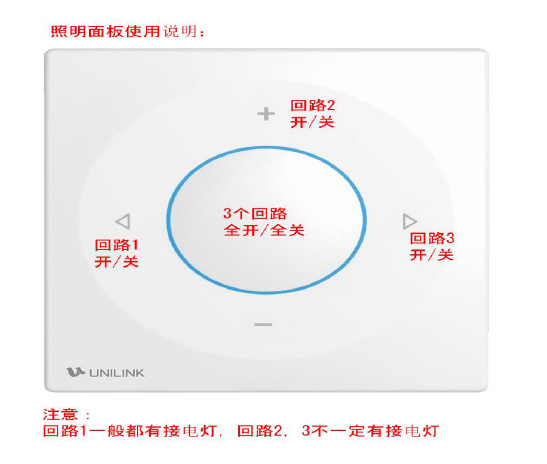 照明面板使用说明：
+
回路2
开/关
3个回路
全开/全关
回路1
开/关
回路3
开/关
−
UNILINK
注意：
回路1一般都有接电灯，回路2，3不一定有接电灯